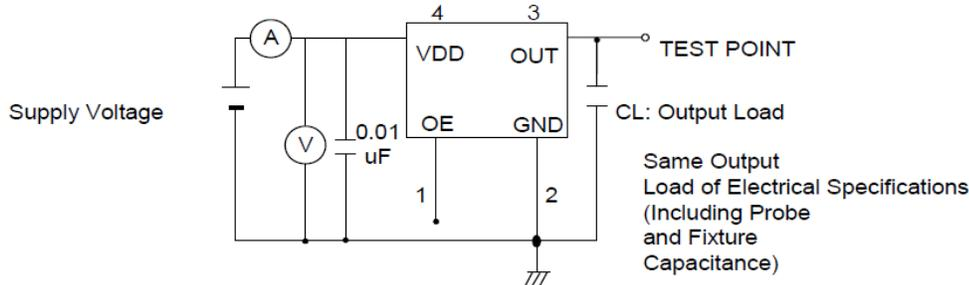 4 3
A
VDD OUT
TEST POINT
Supply Voltage
CL: Output Load
OE GND
0.01
uF
V
1 2
Same Output
Load of Electrical Specifications
(Including Probe
and Fixture
Capacitance)